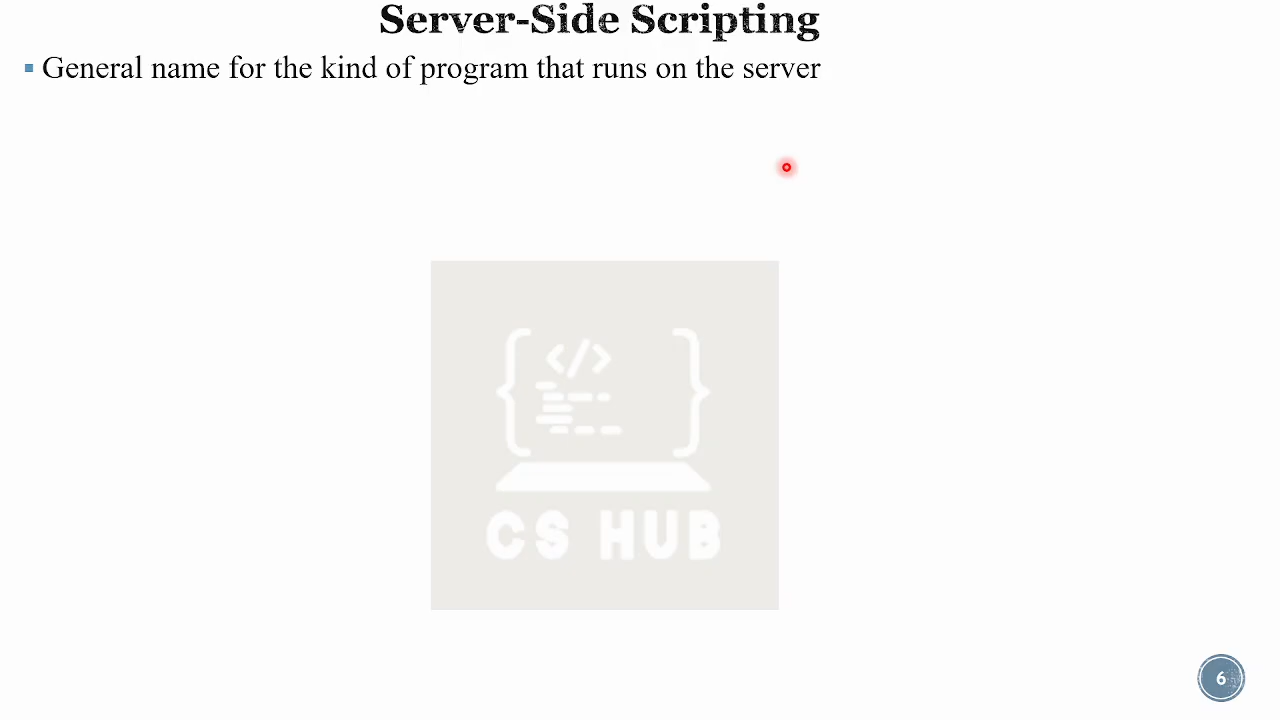 Server-Side Scripting
▪ General name for the kind of program that runs on the server
{ </> }
CS HUB
6